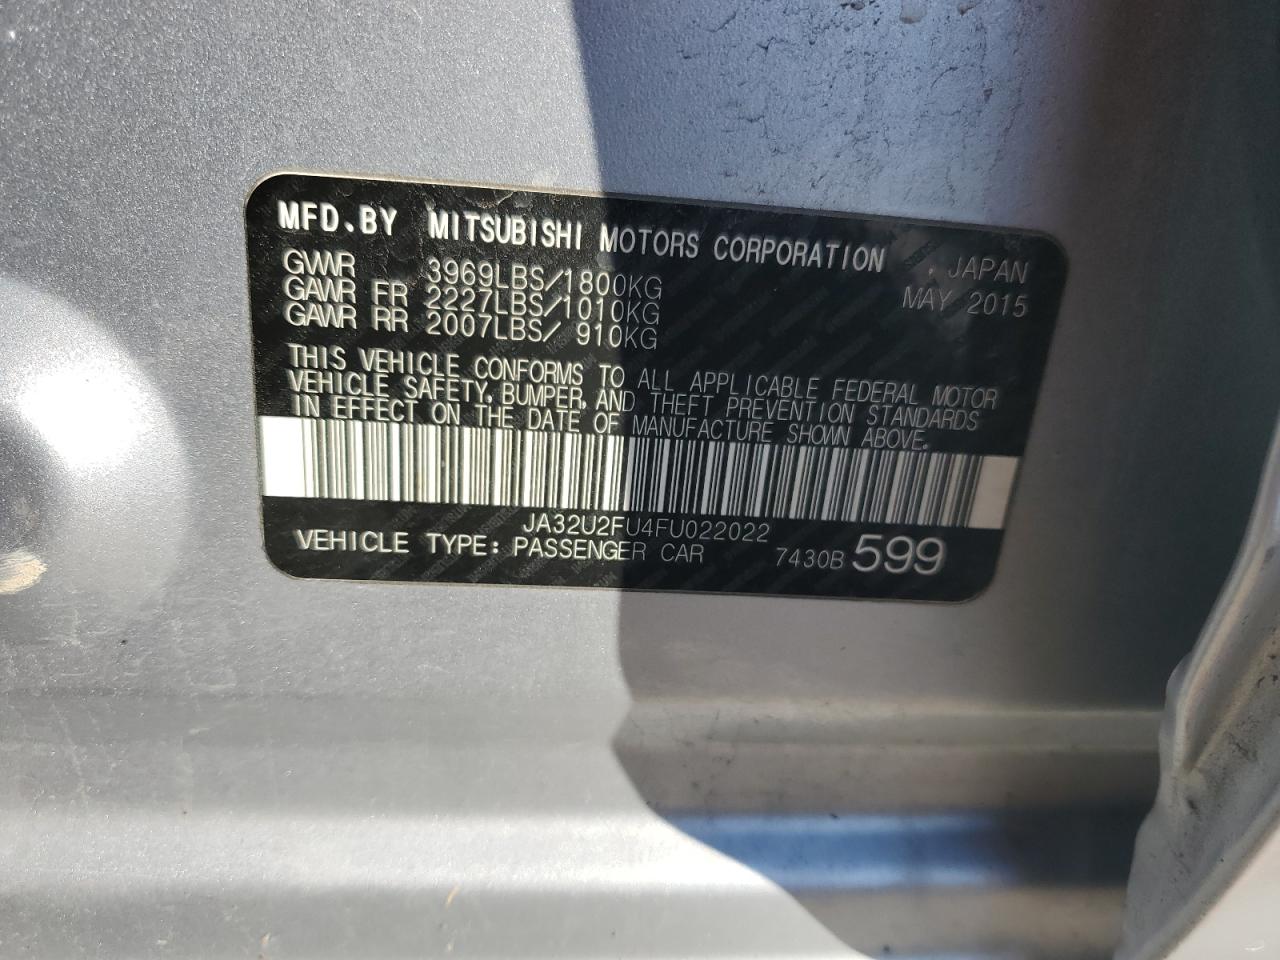 MFD.BY MITSUBISHI MOTORS CORPORATION , JAPAN
GVWR 3969LBS/1800KG MAY 2015
GAWR FR 2227LBS/1010KG
GAWR RR 2007LBS/ 910KG
THIS VEHICLE CONFORMS TO ALL APPLICABLE FEDERAL MOTOR
VEHICLE SAFETY, BUMPER, AND THEFT PREVENTION STANDARDS
IN EFFECT ON THE DATE OF MANUFACTURE SHOWN ABOVE.
JA32U2FU4FU022022
VEHICLE TYPE: PASSENGER CAR 7430B 599